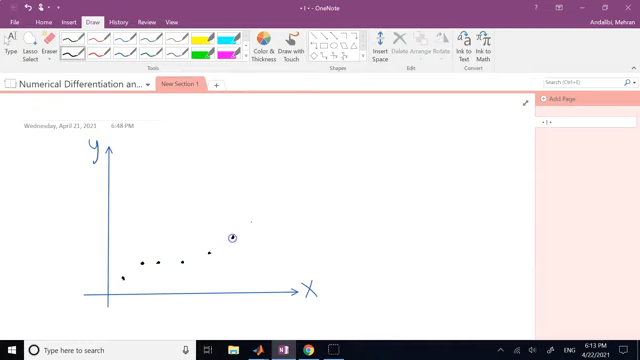 • I • - OneNote
Andalibi, Mehran
File
Home
Insert
Draw
History
Review
View
Type
Lasso
Select
Eraser
Color &
Thickness
Insert
Space
Delete
Arrange
Rotate
Ink to
Text
Ink to
Math
Tools
Shapes
Edit
Convert
Numerical Differentiation an
New Section 1
+
Search (Ctrl+E)
Add Page
• I •
Wednesday, April 21, 2021
6:48 PM
y
X
Type here to search
ENG
6:13 PM
4/22/2021